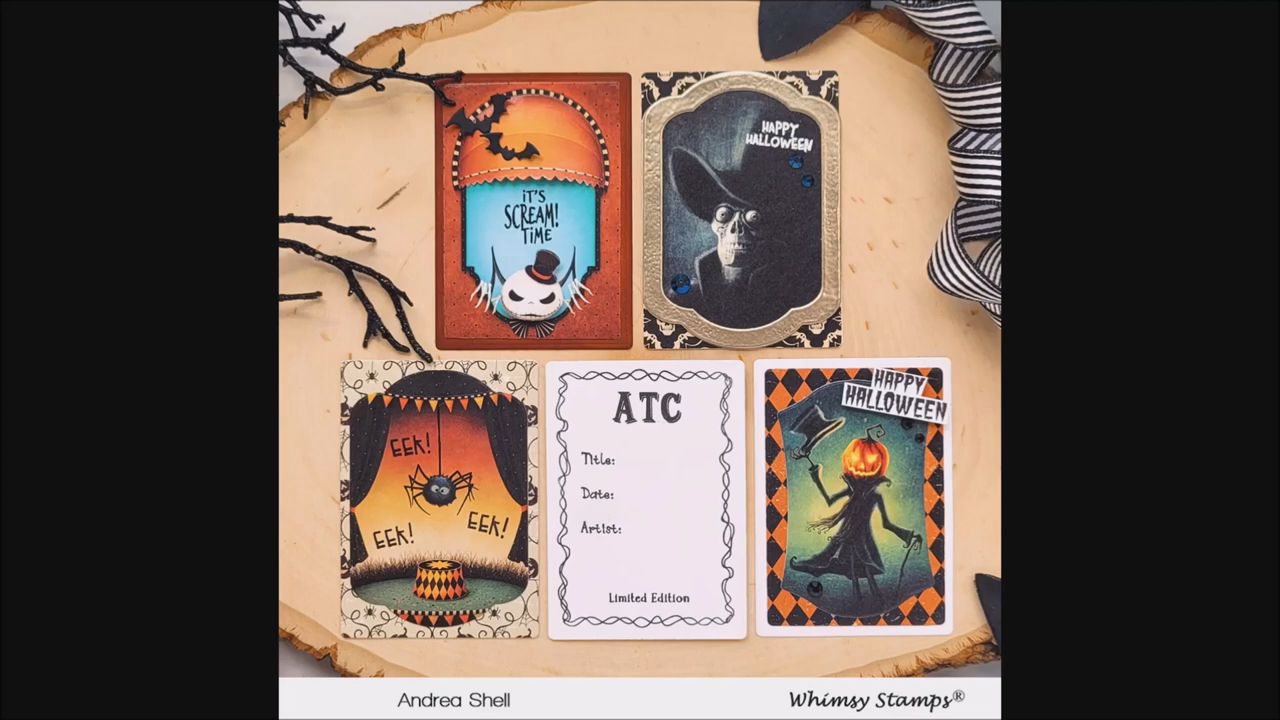 IT'S
SCREAM!
TIME
HAPPY
HALLOWEEN
EEK!
EEK!
EEK!
ATC
Title:
Date:
Artist:
Limited Edition
HAPPY
HALLOWEEN
Andrea Shell
Whimsy Stamps®